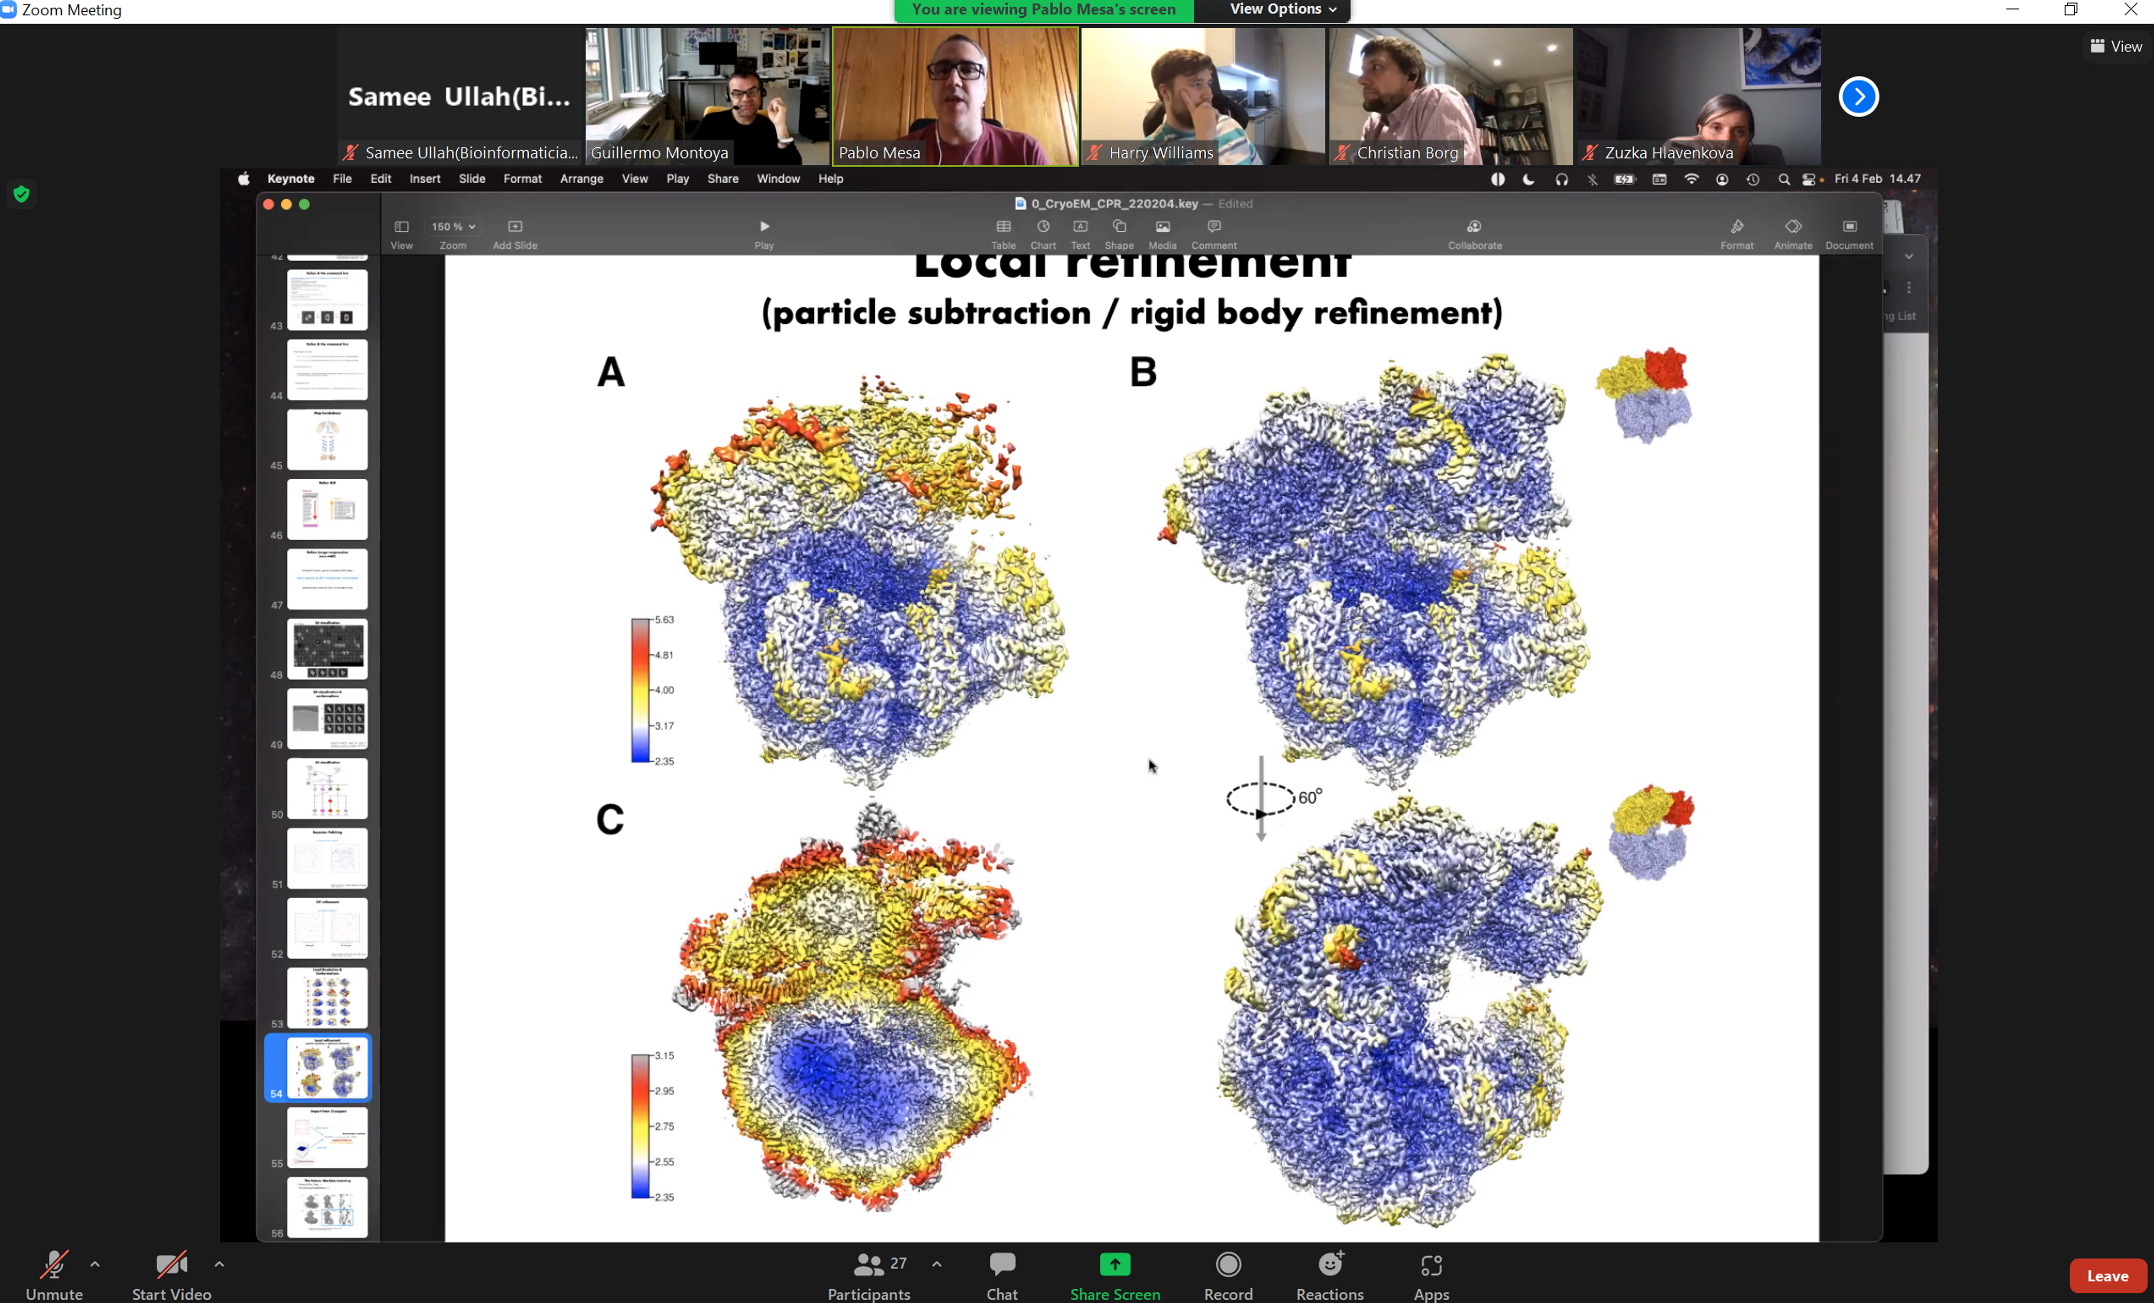 Zoom Meeting
You are viewing Pablo Mesa's screen
View Options
View
Samee Ullah(Bi...
Samee Ullah(Bioinformaticia...
Guillermo Montoya
Pablo Mesa
Harry Williams
Christian Borg
Zuzka Hlavenkova
Keynote File Edit Insert Slide Format Arrange View Play Share Window Help
Fri 4 Feb 14.47
0_CryoEM_CPR_220204.key — Edited
150 %
View Zoom Add Slide Play Table Chart Text Shape Media Comment Collaborate Format Animate Document
ng List
Local refinement
(particle subtraction / rigid body refinement)
A
B
5.63
4.81
4.00
3.17
2.35
60°
C
3.15
2.95
2.75
2.55
2.35
42
43
44
45
46
47
48
49
50
51
52
53
54
55
56
Unmute
Start Video
27
Participants
Chat
Share Screen
Record
Reactions
Apps
Leave